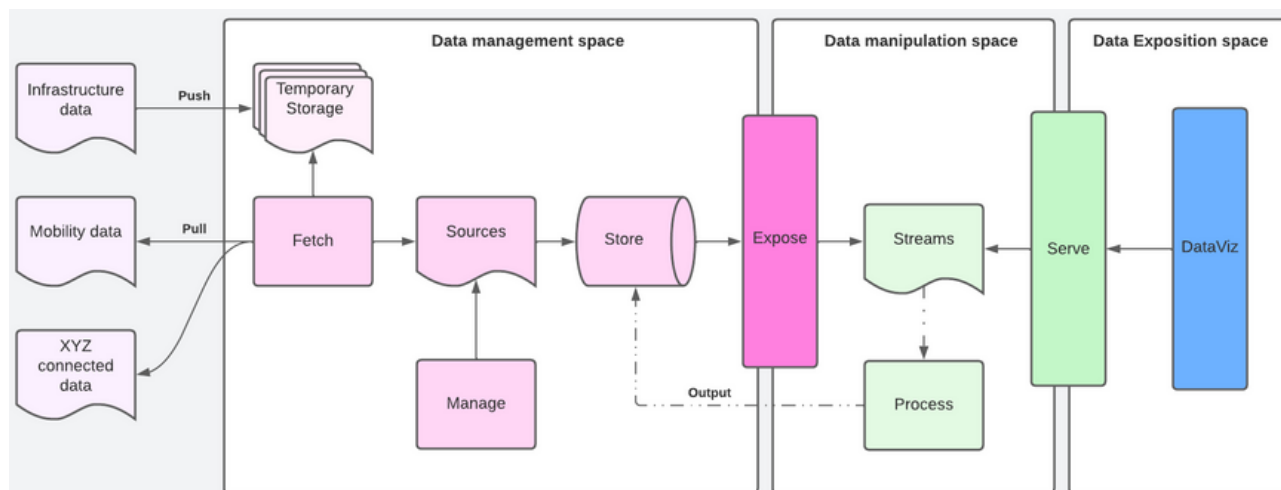 Data management space
Data manipulation space
Data Exposition space
Infrastructure
data
Push
Temporary
Storage
Mobility data
Pull
Fetch
Sources
Store
Expose
Streams
Serve
DataViz
XYZ
connected
data
Manage
Output
Process